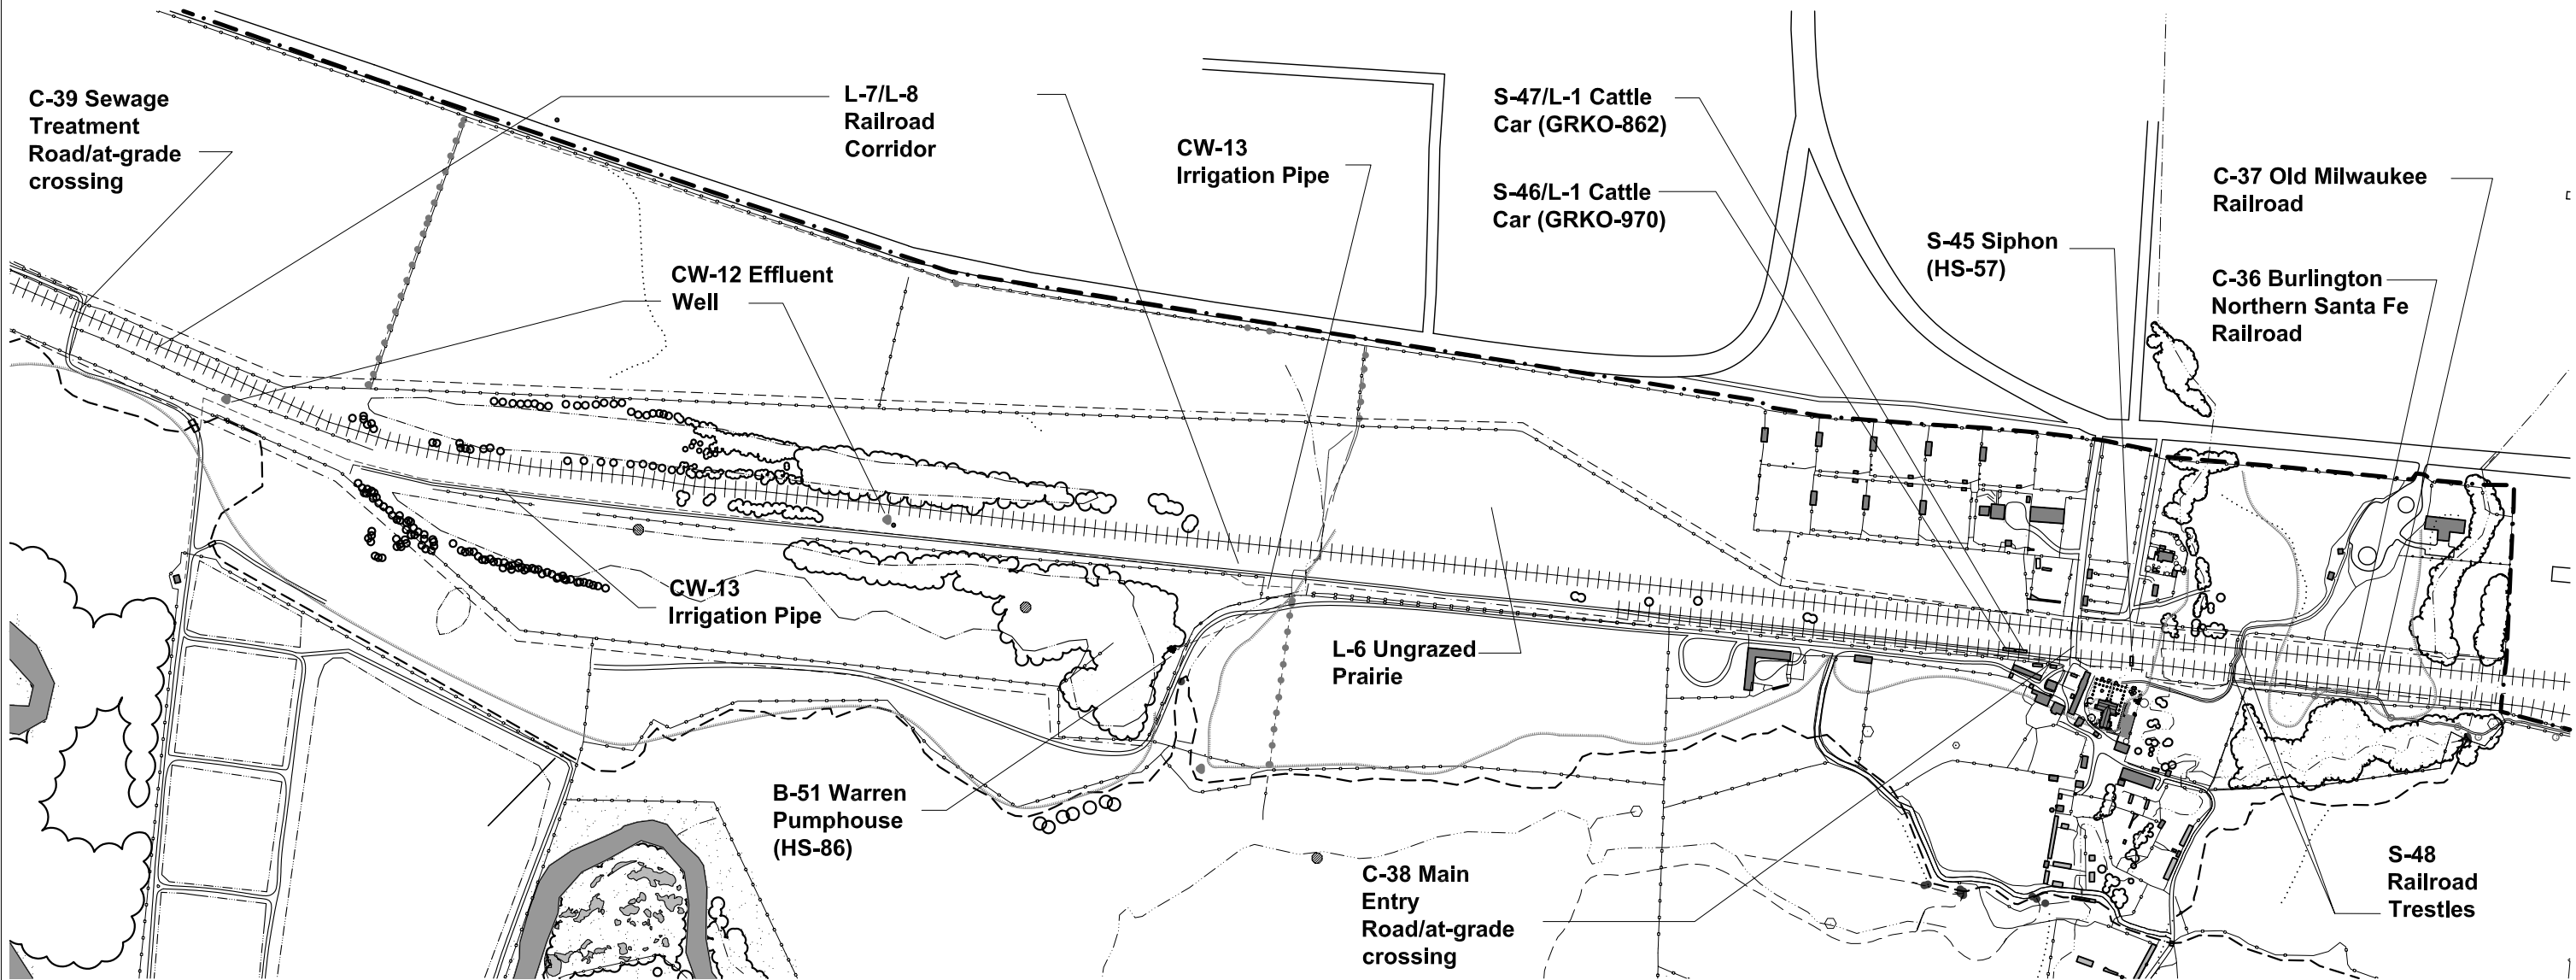 C-39 Sewage
Treatment
Road/at-grade
crossing
L-7/L-8
Railroad
Corridor
CW-12 Effluent
Well
CW-13
Irrigation Pipe
S-47/L-1 Cattle
Car (GRKO-862)
S-46/L-1 Cattle
Car (GRKO-970)
S-45 Siphon
(HS-57)
C-37 Old Milwaukee
Railroad
C-36 Burlington
Northern Santa Fe
Railroad
CW-13
Irrigation Pipe
L-6 Ungrazed
Prairie
B-51 Warren
Pumphouse
(HS-86)
C-38 Main
Entry
Road/at-grade
crossing
S-48
Railroad
Trestles